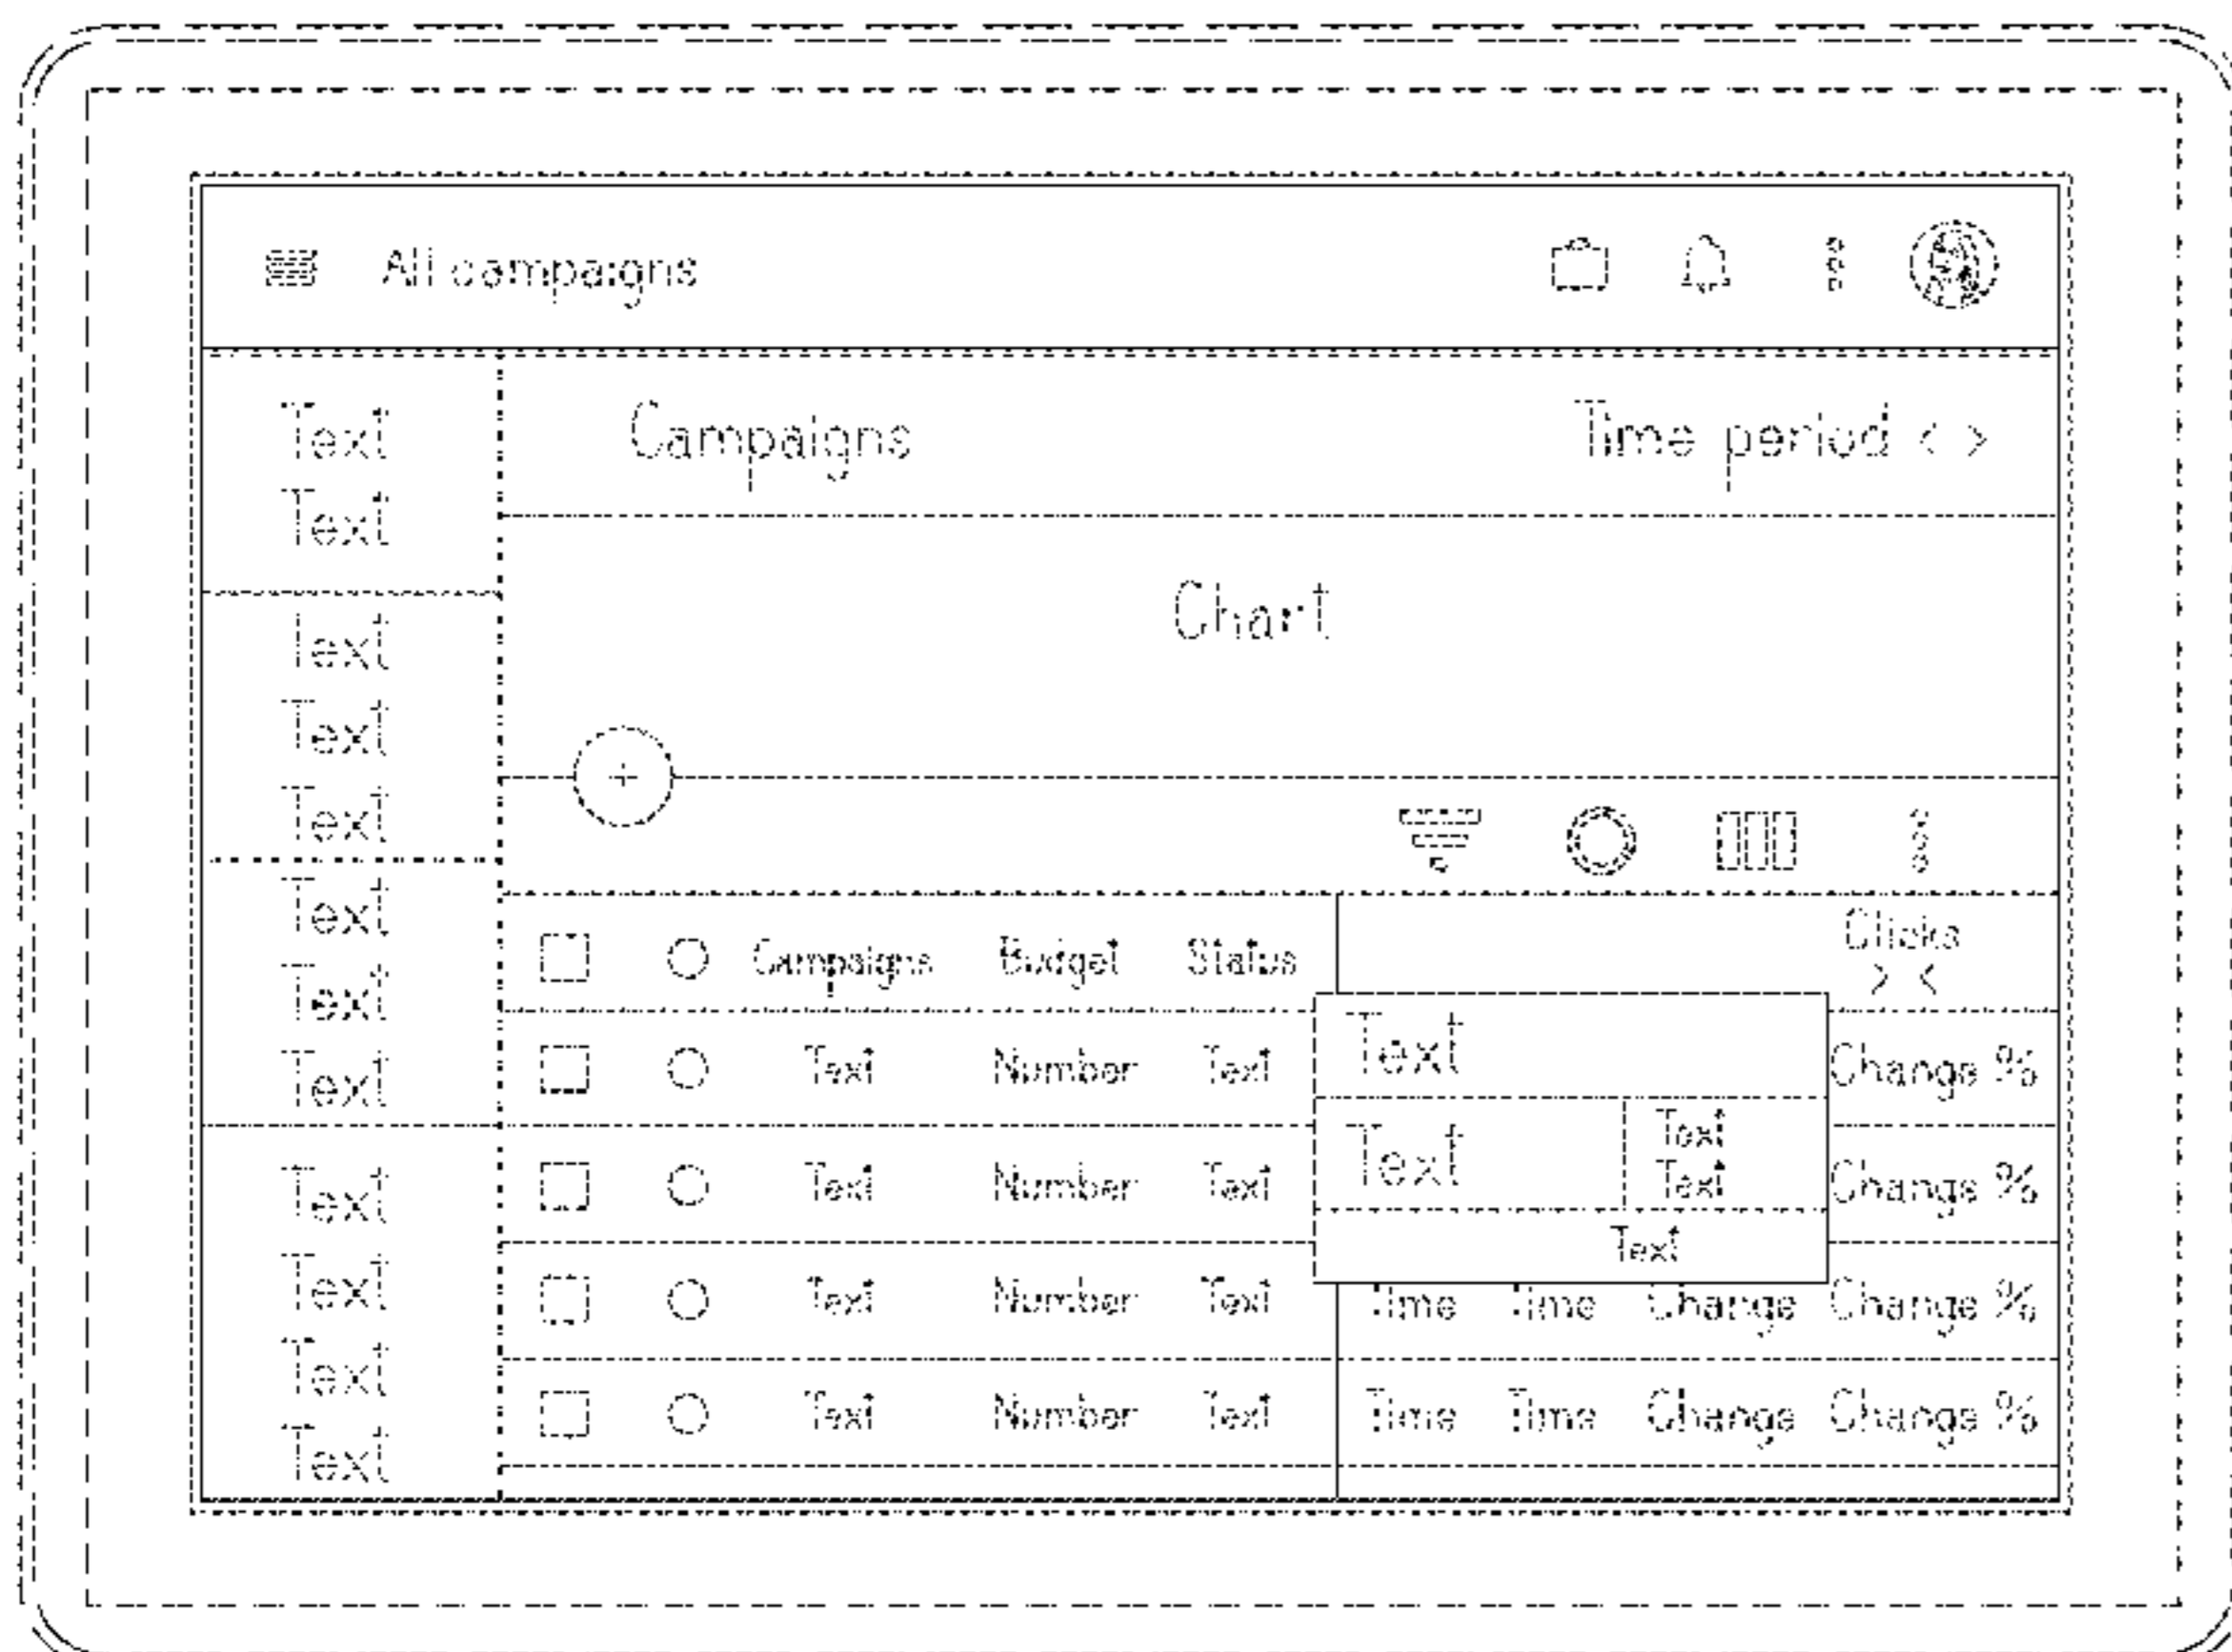 All campaigns
Text
Text
Text
Text
Text
Text
Text
Text
Text
Text
Text
Text
Campaigns
Time period < >
Chart
+
Campaigns Budget Status
Clicks
> <
Text Number Text
Change %
Text Number Text
Change %
Text Number Text Time Time Change Change %
Text Number Text Time Time Change Change %
Text
Text
Text
Text
Text